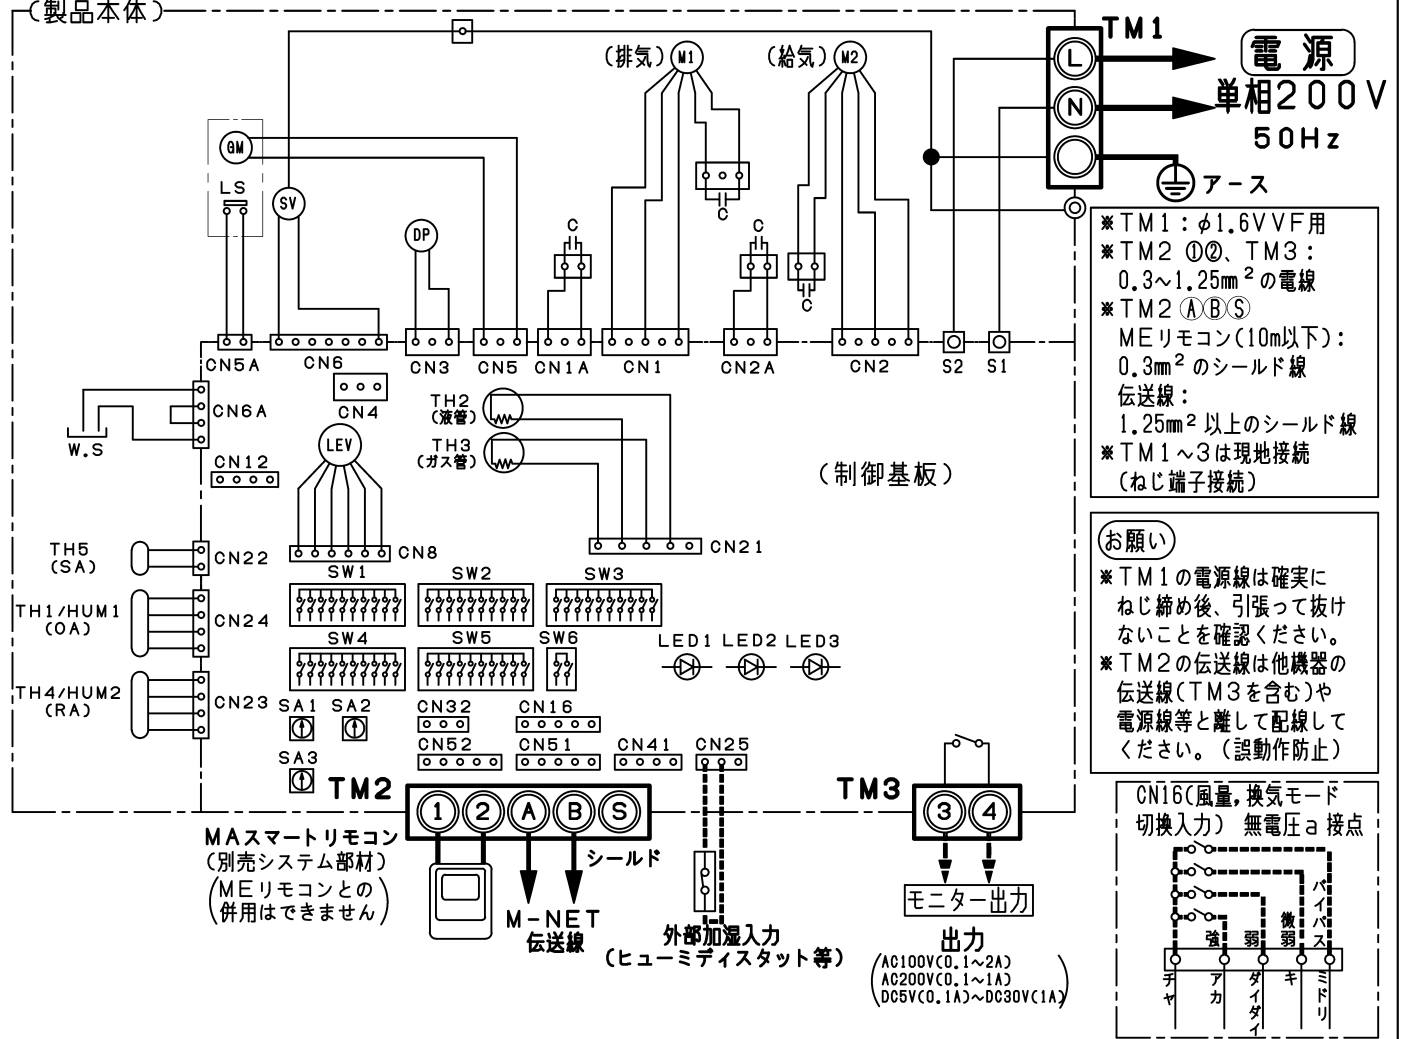 (製品本体)
TM1
L
N
電源
単相200V
50Hz
アース
(排気)
M1
(給気)
M2
GM
LS
SV
DP
C
C
C
C
CN5A
CN6
CN3
CN5
CN1A
CN1
CN2A
CN2
S2
S1
CN6A
CN4
W.S
CN12
LEV
TH2
(液管)
TH3
(ガス管)
(制御基板)
CN8
CN21
TH5
(SA)
CN22
TH1/HUM1
(OA)
CN24
TH4/HUM2
(RA)
CN23
SW1
SW2
SW3
SW4
SW5
SW6
LED1
LED2
LED3
SA1
SA2
SA3
CN32
CN16
CN52
CN51
CN41
CN25
TM2
1
2
A
B
S
TM3
3
4
MAスマートリモコン
(別売システム部材)
(MEリモコンとの
併用はできません)
シールド
M-NET
伝送線
外部加湿入力
(ヒューミディスタット等)
モニター出力
出力
(AC100V(0.1~2A)
AC200V(0.1~1A)
DC5V(0.1A)~DC30V(1A))
※TM1:φ1.6VVF用
※TM2 ①②、TM3:
0.3~1.25mm²の電線
※TM2 ⒶⒷⓈ
MEリモコン(10m以下):
0.3mm²のシールド線
伝送線:
1.25mm²以上のシールド線
※TM1~3は現地接続
(ねじ端子接続)
お願い
※TM1の電源線は確実に
ねじ締め後、引張って抜け
ないことを確認ください。
※TM2の伝送線は他機器の
伝送線(TM3を含む)や
電源線等と離して配線して
ください。(誤動作防止)
CN16(風量,換気モード
切換入力) 無電圧a接点
強
弱
微弱
バイパス
チャ
アカ
ダイダイ
キ
ミドリ